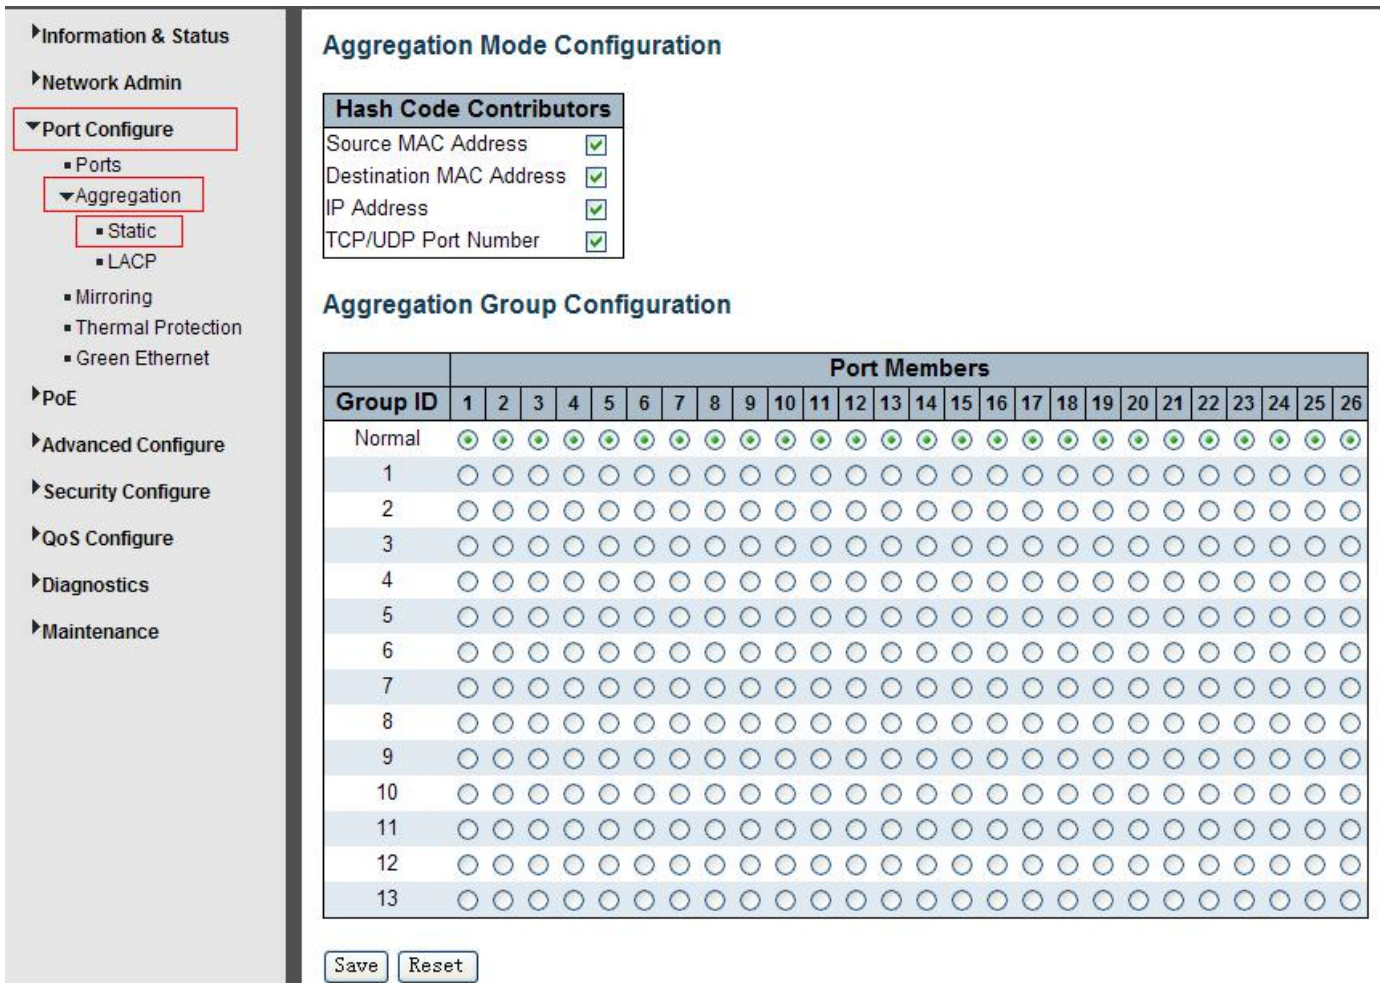 Information & Status
Network Admin
Port Configure
Ports
Aggregation
Static
LACP
Mirroring
Thermal Protection
Green Ethernet
PoE
Advanced Configure
Security Configure
QoS Configure
Diagnostics
Maintenance
Aggregation Mode Configuration
Hash Code Contributors
Source MAC Address
Destination MAC Address
IP Address
TCP/UDP Port Number
Aggregation Group Configuration
Port Members
Group ID 1 2 3 4 5 6 7 8 9 10 11 12 13 14 15 16 17 18 19 20 21 22 23 24 25 26
Normal
1
2
3
4
5
6
7
8
9
10
11
12
13
Save Reset